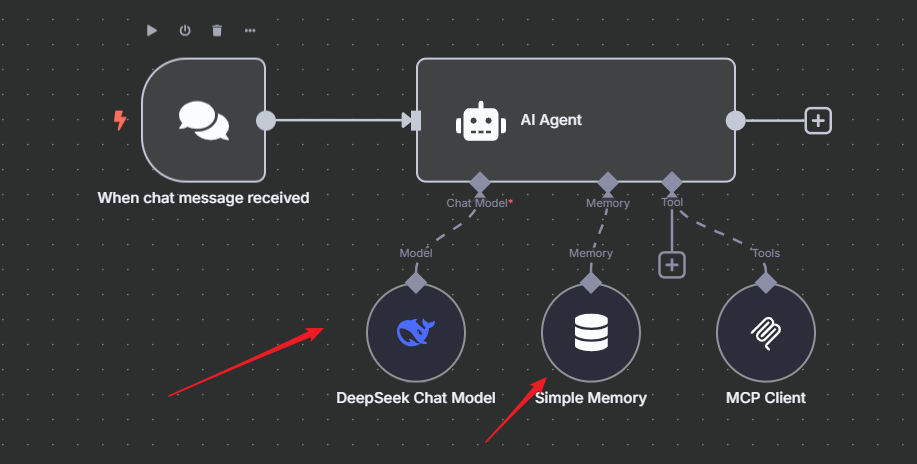 AI Agent
When chat message received
Chat Model*
Memory
Tool
Model
Memory
Tools
DeepSeek Chat Model
Simple Memory
MCP Client